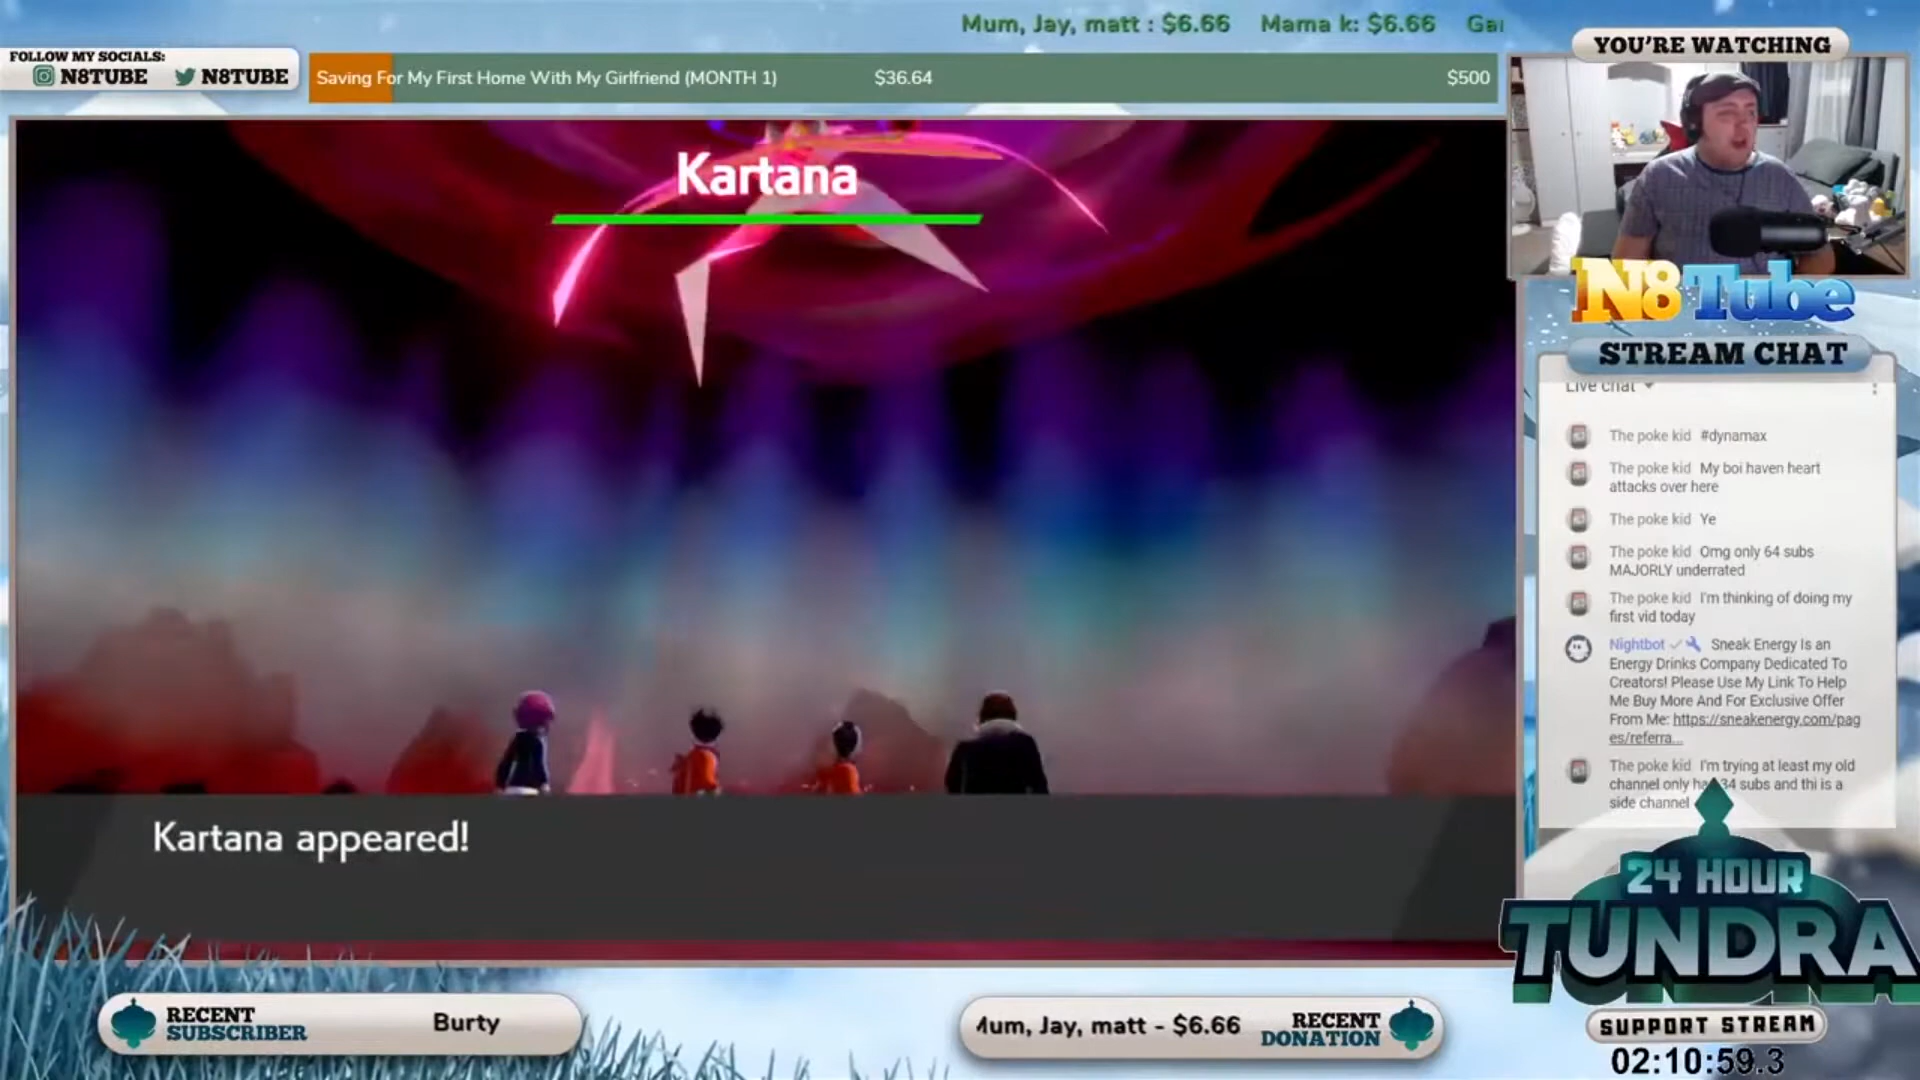 Mum, Jay, matt : $6.66 Mama k: $6.66
FOLLOW MY SOCIALS:
N8TUBE N8TUBE
Saving For My First Home With My Girlfriend (MONTH 1) $36.64 $500
YOU'RE WATCHING
Kartana
N8Tube
STREAM CHAT
Live chat
The poke kid #dynamax
The poke kid My boi haven heart
attacks over here
The poke kid Ye
The poke kid Omg only 64 subs
MAJORLY underrated
The poke kid I'm thinking of doing my
first vid today
Nightbot Sneak Energy Is an
Energy Drinks Company Dedicated To
Creators! Please Use My Link To Help
Me Buy More And For Exclusive Offer
From Me: https://sneakenergy.com/pag
es/referra...
The poke kid I'm trying at least my old
channel only 34 subs and thi is a
side channel
Kartana appeared!
24 HOUR
TUNDRA
SUPPORT STREAM
02:10:59.3
RECENT
SUBSCRIBER
Burty
Mum, Jay, matt - $6.66
RECENT
DONATION